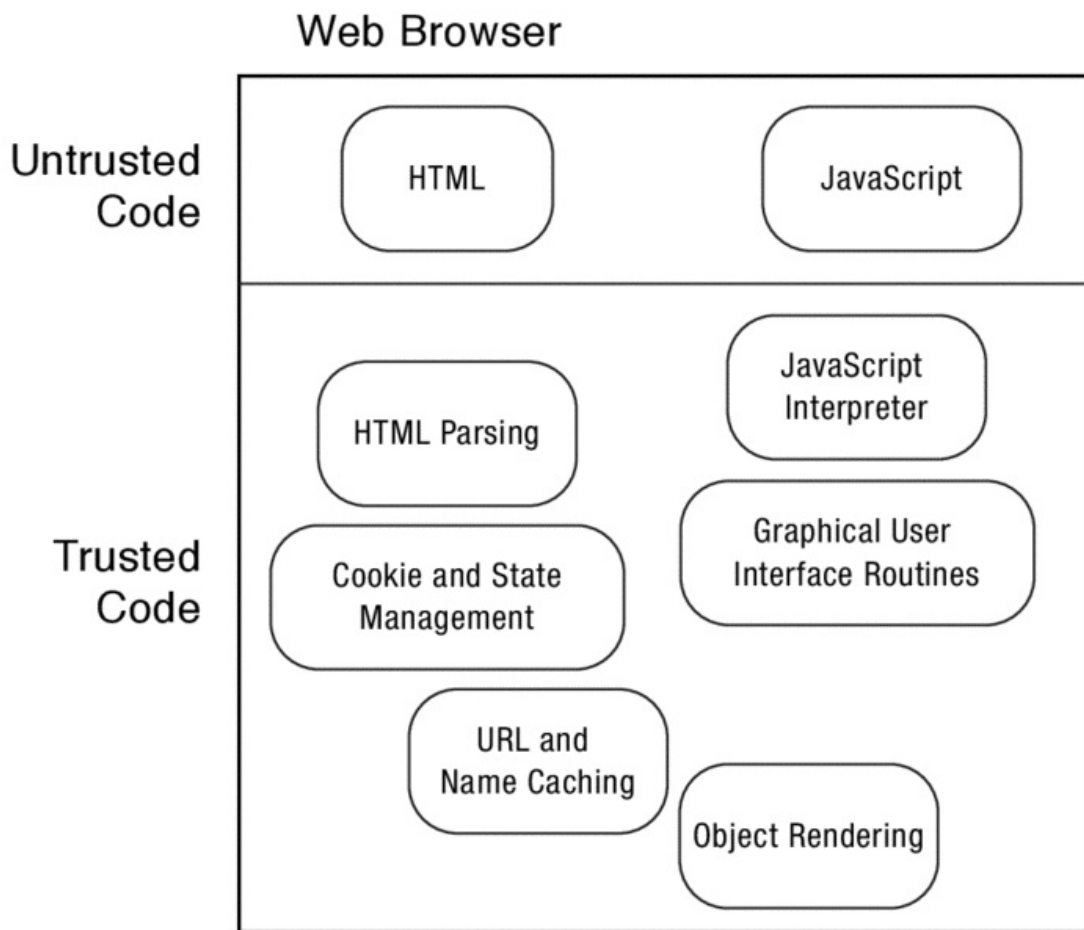 Web Browser
Untrusted
Code
HTML
JavaScript
Trusted
Code
HTML Parsing
JavaScript
Interpreter
Cookie and State
Management
Graphical User
Interface Routines
URL and
Name Caching
Object Rendering